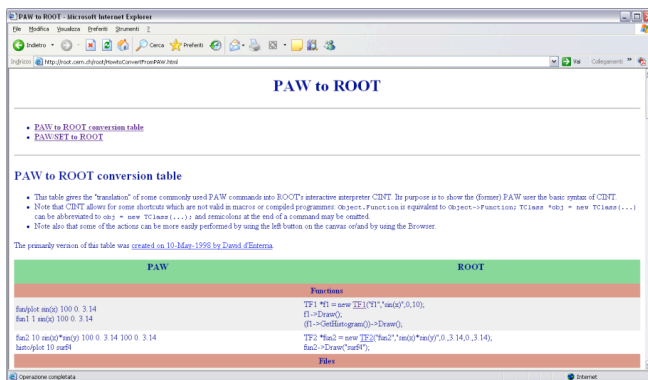 PAW to ROOT - Microsoft Internet Explorer
File Modifica Visualizza Preferiti Strumenti ?
Indietro Cerca Preferiti
Indirizzo http://root.cern.ch/root/HowtoConvertFromPAW.html Vai Collegamenti »
PAW to ROOT
• PAW to ROOT conversion table
• PAW/SET to ROOT
PAW to ROOT conversion table
• This table gives the "translation" of some commonly used PAW commands into ROOT's interactive interpreter CINT. Its purpose is to show the (former) PAW user the basic syntax of CINT.
• Note that CINT allows for some shortcuts which are not valid in macros or compiled programmes: Object.Function is equivalent to Object->Function; TClass *obj = new TClass(...)
can be abbreviated to obj = new TClass(...); and semicolons at the end of a command may be omitted.
• Note also that some of the actions can be more easily performed by using the left button on the canvas or/and by using the Browser.
The primarily version of this table was created on 10-May-1998 by David d'Enterria.
PAW ROOT
Functions
fun/plot sin(x) 100 0. 3.14
fun1 1 sin(x) 100 0. 3.14
TF1 *f1 = new TF1("f1","sin(x)",0,10);
f1->Draw();
(f1->GetHistogram())->Draw();
fun2 10 sin(x)*sin(y) 100 0. 3.14 100 0. 3.14
histo/plot 10 surf4
TF2 *fun2 = new TF2("fun2","sin(x)*sin(y)",0.,3.14,0.,3.14);
fun2->Draw("surf4");
Files
Operazione completata Internet